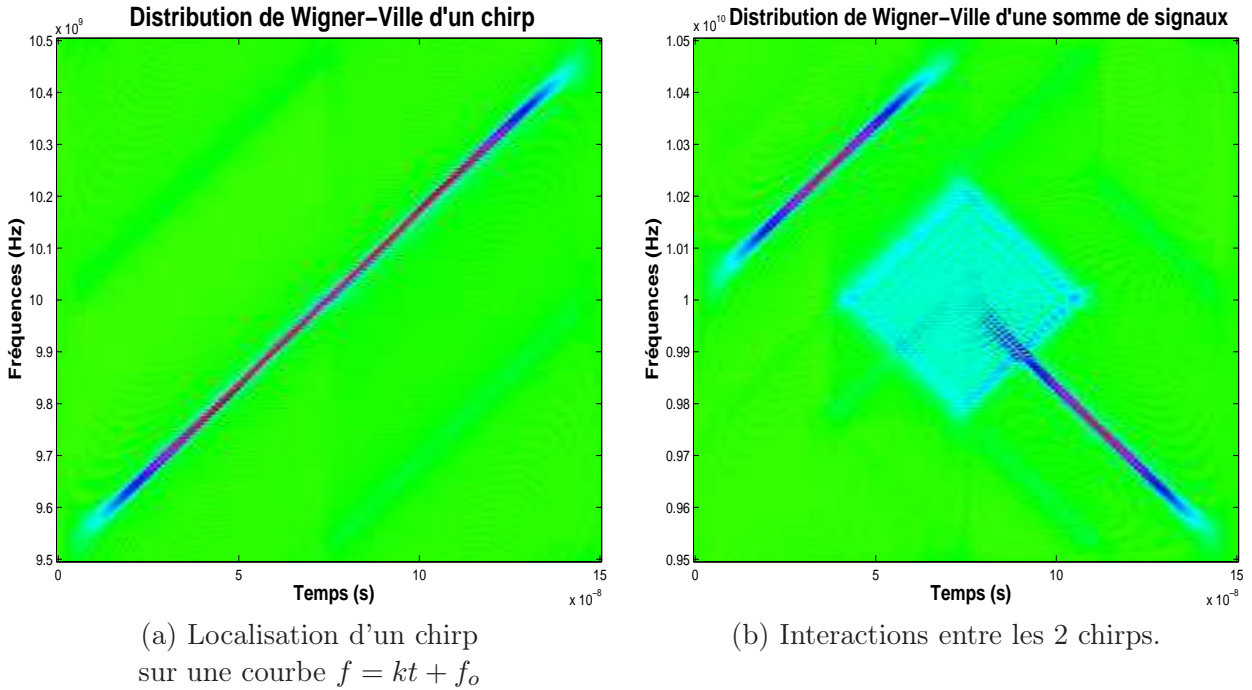 Distribution de Wigner−Ville d'un chirp
x 10⁹
10.5
10.4
10.3
10.2
10.1
10
9.9
9.8
9.7
9.6
9.5
Fréquences (Hz)
0 5 10 15
Temps (s)
x 10⁻⁸
(a) Localisation d'un chirp
sur une courbe f = kt + fₒ
Distribution de Wigner−Ville d'une somme de signaux
x 10¹⁰
1.05
1.04
1.03
1.02
1.01
1
0.99
0.98
0.97
0.96
0.95
Fréquences (Hz)
0 5 10 15
Temps (s)
x 10⁻⁸
(b) Interactions entre les 2 chirps.